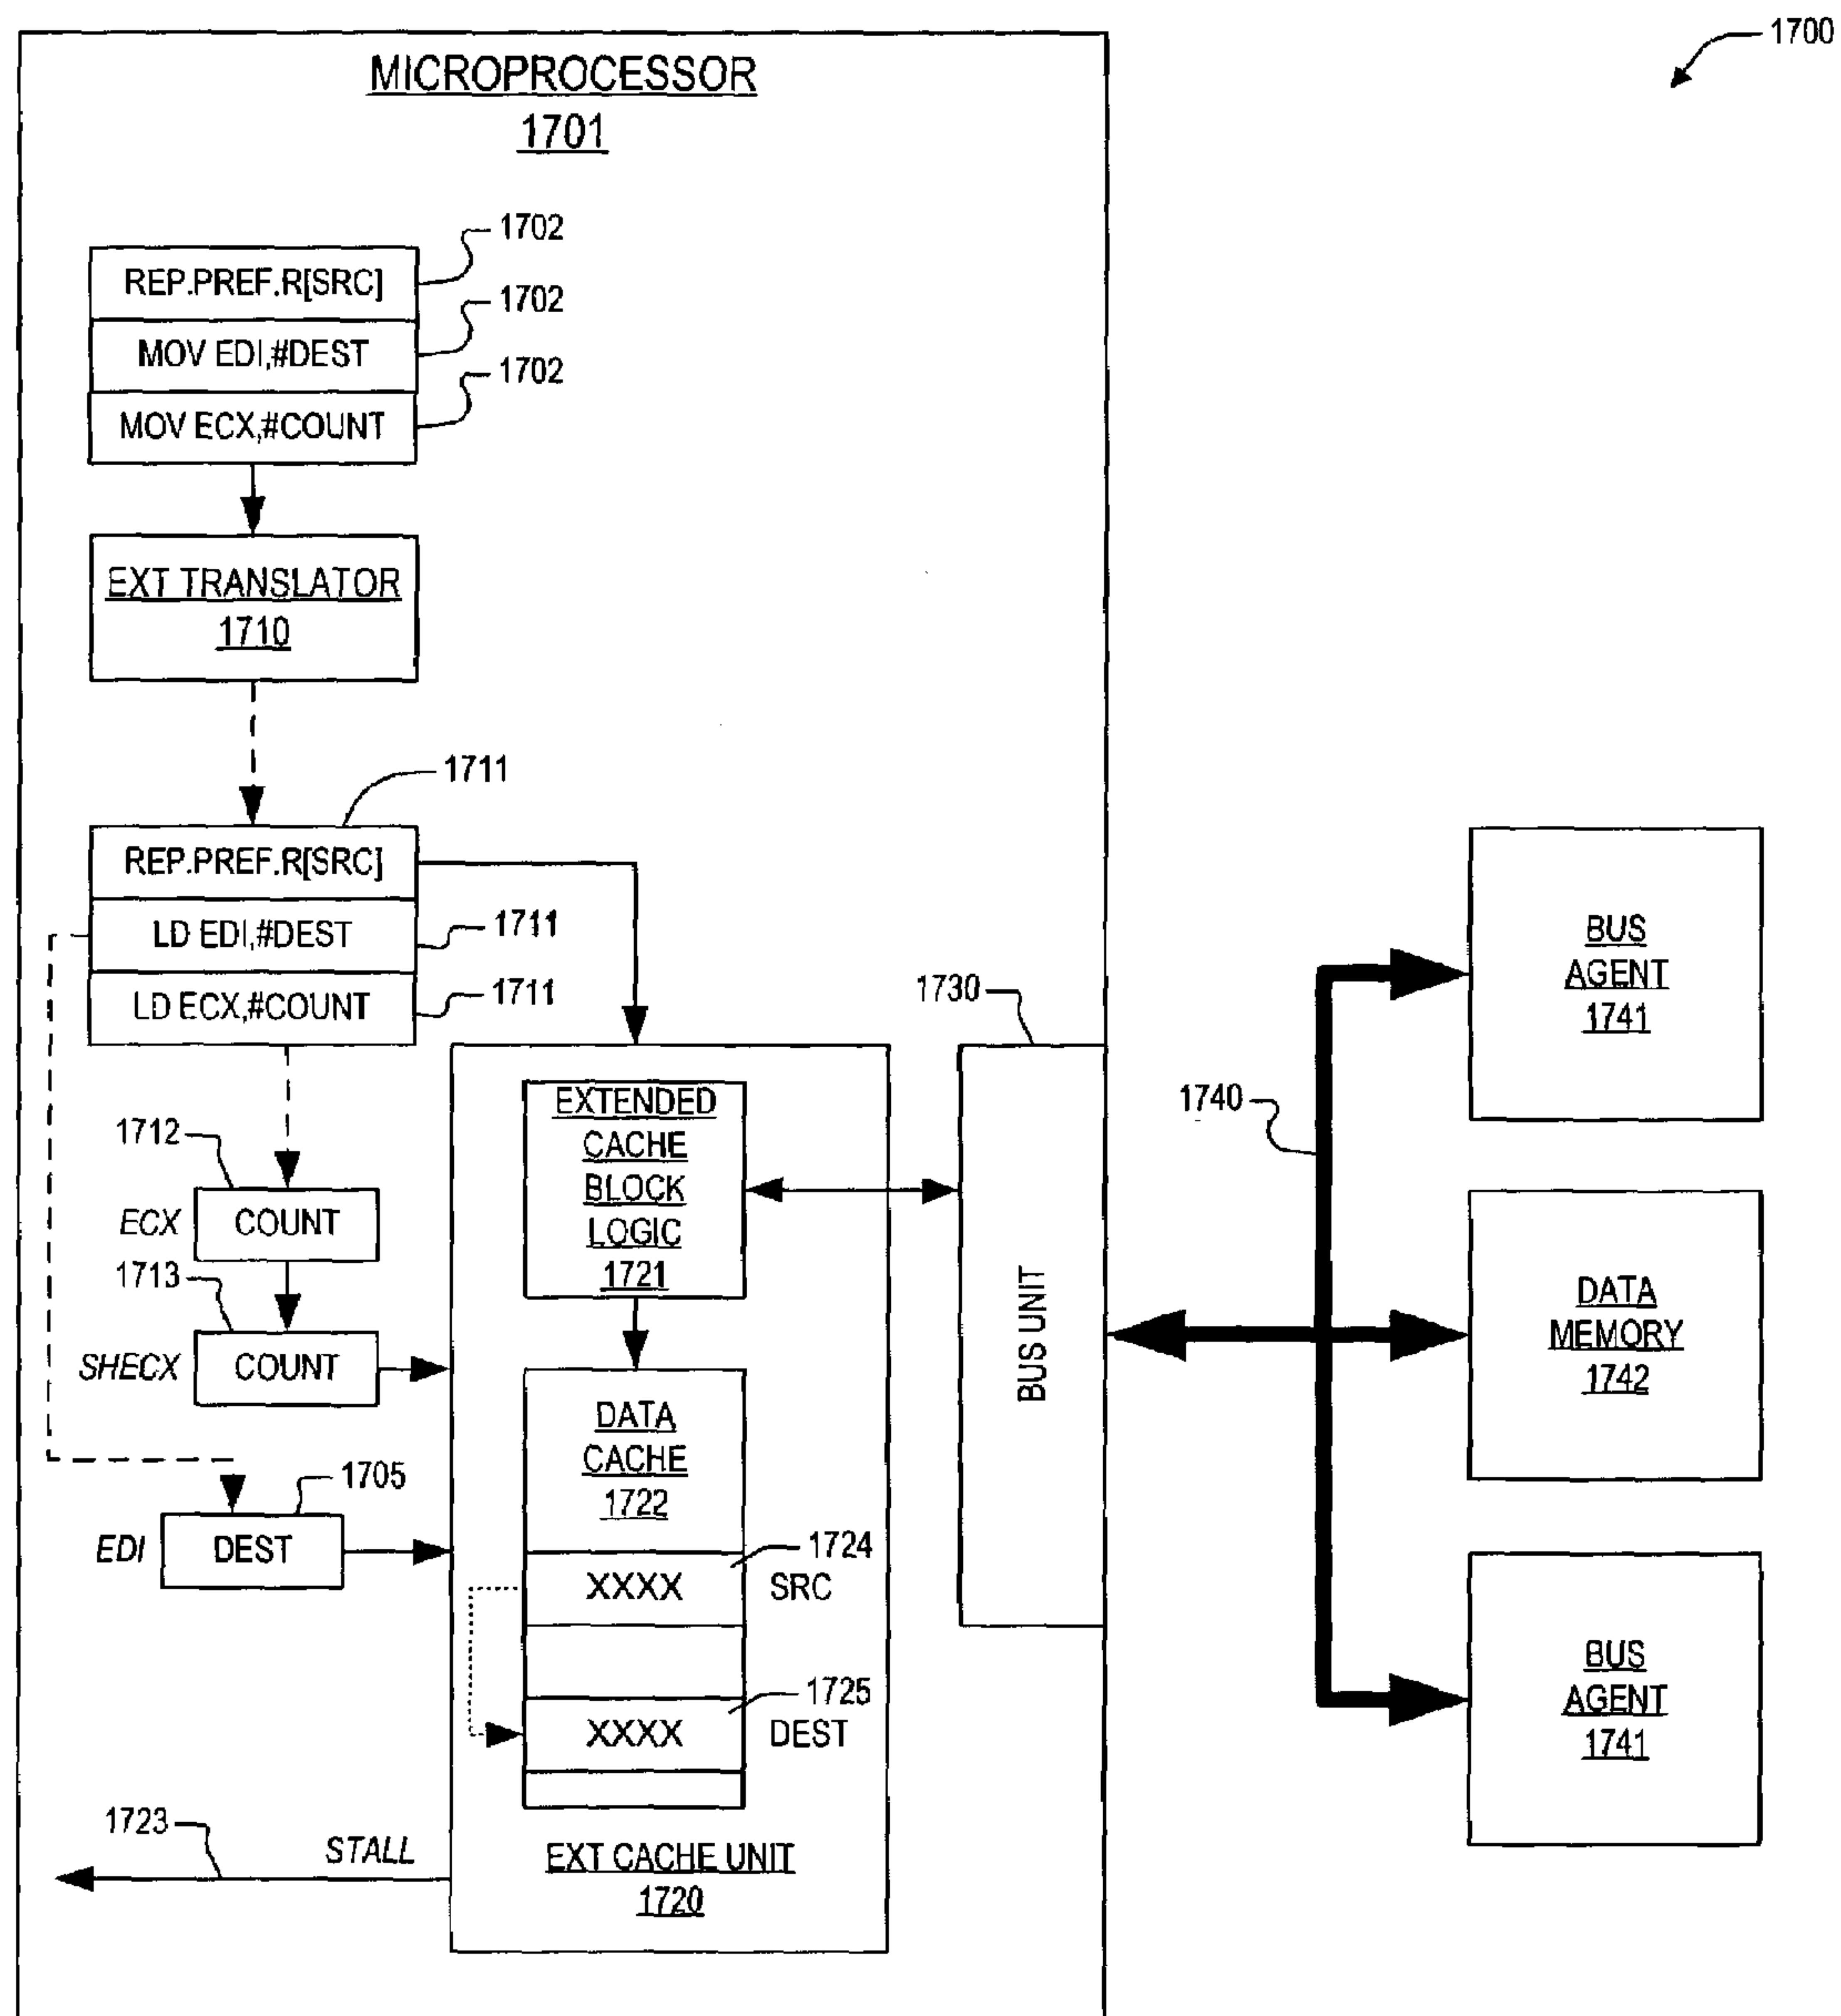 1700
MICROPROCESSOR
1701
1702
REP.PREF.R[SRC]
1702
MOV EDI,#DEST
1702
MOV ECX,#COUNT
EXT TRANSLATOR
1710
1711
REP.PREF.R[SRC]
LD EDI,#DEST
1711
LD ECX,#COUNT
1711
1712
ECX
COUNT
1713
SHECX
COUNT
1705
EDI
DEST
EXTENDED
CACHE
BLOCK
LOGIC
1721
DATA
CACHE
1722
1724
XXXX
SRC
1725
XXXX
DEST
1723
STALL
EXT CACHE UNIT
1720
1730
BUS UNIT
1740
BUS
AGENT
1741
DATA
MEMORY
1742
BUS
AGENT
1741